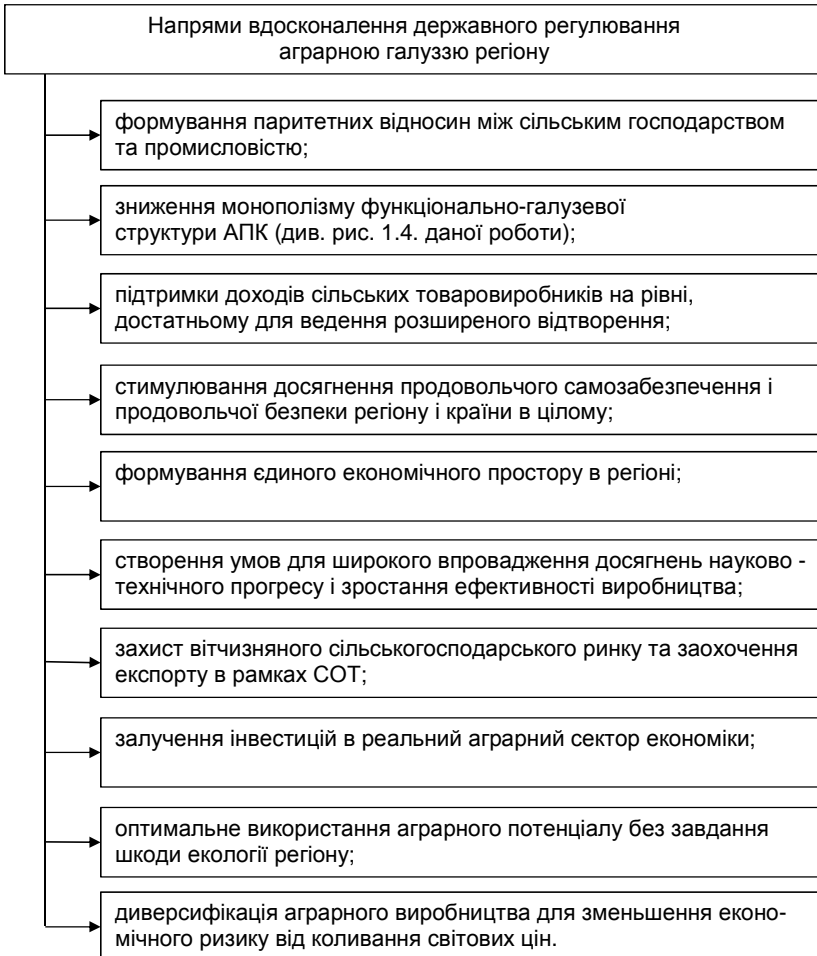 Напрями вдосконалення державного регулювання
аграрною галуззю регіону
формування паритетних відносин між сільським господарством
та промисловістю;
зниження монополізму функціонально-галузевої
структури АПК (див. рис. 1.4. даної роботи);
підтримки доходів сільських товаровиробників на рівні,
достатньому для ведення розширеного відтворення;
стимулювання досягнення продовольчого самозабезпечення і
продовольчої безпеки регіону і країни в цілому;
формування єдиного економічного простору в регіоні;
створення умов для широкого впровадження досягнень науково -
технічного прогресу і зростання ефективності виробництва;
захист вітчизняного сільськогосподарського ринку та заохочення
експорту в рамках СОТ;
залучення інвестицій в реальний аграрний сектор економіки;
оптимальне використання аграрного потенціалу без завдання
шкоди екології регіону;
диверсифікація аграрного виробництва для зменьшення еконо-
мічного ризику від коливання світових цін.